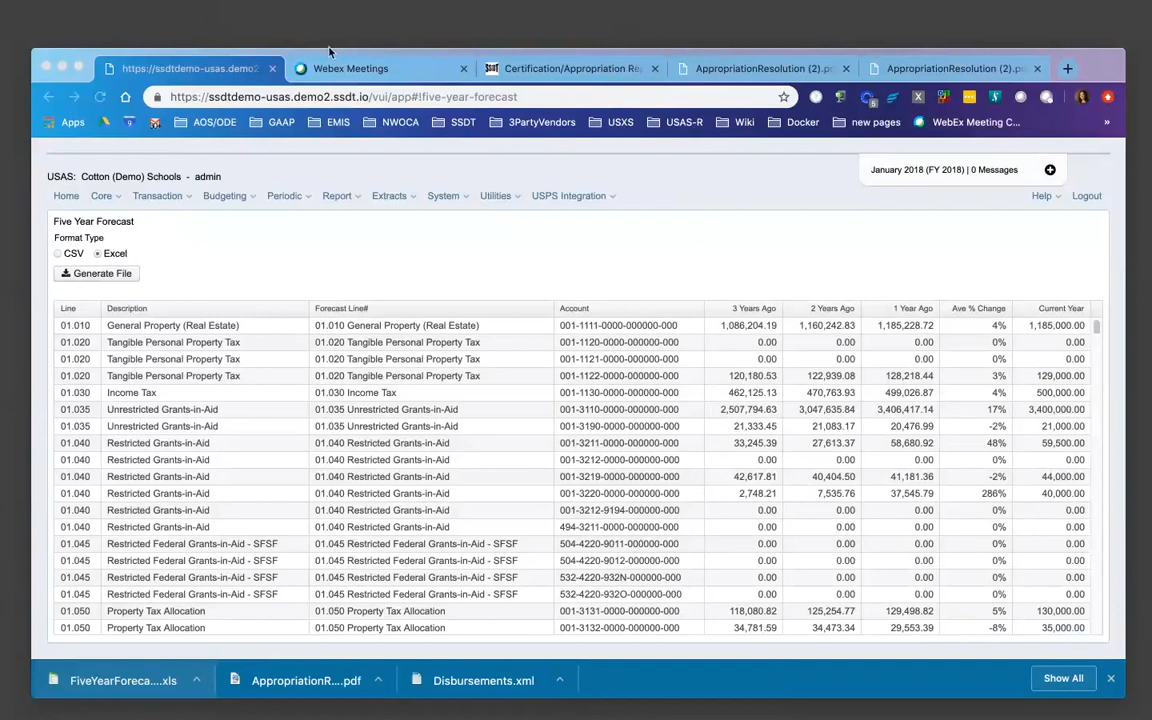 https://ssdtdemo-usas.demo2
Webex Meetings
SSDT Certification/Appropriation Re
AppropriationResolution (2).pd
AppropriationResolution (2).pd
https://ssdtdemo-usas.demo2.ssdt.io/vui/app#!five-year-forecast
Apps AOS/ODE GAAP EMIS NWOCA SSDT 3PartyVendors USXS USAS-R Wiki Docker new pages WebEx Meeting C... »
USAS: Cotton (Demo) Schools - admin
January 2018 (FY 2018) | 0 Messages
Home Core Transaction Budgeting Periodic Report Extracts System Utilities USPS Integration Help Logout
Five Year Forecast
Format Type
CSV Excel
Generate File
Line Description Forecast Line# Account 3 Years Ago 2 Years Ago 1 Year Ago Ave % Change Current Year
01.010 General Property (Real Estate) 01.010 General Property (Real Estate) 001-1111-0000-000000-000 1,086,204.19 1,160,242.83 1,185,228.72 4% 1,185,000.00
01.020 Tangible Personal Property Tax 01.020 Tangible Personal Property Tax 001-1120-0000-000000-000 0.00 0.00 0.00 0% 0.00
01.020 Tangible Personal Property Tax 01.020 Tangible Personal Property Tax 001-1121-0000-000000-000 0.00 0.00 0.00 0% 0.00
01.020 Tangible Personal Property Tax 01.020 Tangible Personal Property Tax 001-1122-0000-000000-000 120,180.53 122,939.08 128,218.44 3% 129,000.00
01.030 Income Tax 01.030 Income Tax 001-1130-0000-000000-000 462,125.13 470,763.93 499,026.87 4% 500,000.00
01.035 Unrestricted Grants-in-Aid 01.035 Unrestricted Grants-in-Aid 001-3110-0000-000000-000 2,507,794.63 3,047,635.84 3,406,417.14 17% 3,400,000.00
01.035 Unrestricted Grants-in-Aid 01.035 Unrestricted Grants-in-Aid 001-3190-0000-000000-000 21,333.45 21,083.17 20,476.99 -2% 21,000.00
01.040 Restricted Grants-in-Aid 01.040 Restricted Grants-in-Aid 001-3211-0000-000000-000 33,245.39 27,613.37 58,680.92 48% 59,500.00
01.040 Restricted Grants-in-Aid 01.040 Restricted Grants-in-Aid 001-3212-0000-000000-000 0.00 0.00 0.00 0% 0.00
01.040 Restricted Grants-in-Aid 01.040 Restricted Grants-in-Aid 001-3219-0000-000000-000 42,617.81 40,404.50 41,181.36 -2% 44,000.00
01.040 Restricted Grants-in-Aid 01.040 Restricted Grants-in-Aid 001-3220-0000-000000-000 2,748.21 7,535.76 37,545.79 286% 40,000.00
01.040 Restricted Grants-in-Aid 01.040 Restricted Grants-in-Aid 001-3212-9194-000000-000 0.00 0.00 0.00 0% 0.00
01.040 Restricted Grants-in-Aid 01.040 Restricted Grants-in-Aid 494-3211-0000-000000-000 0.00 0.00 0.00 0% 0.00
01.045 Restricted Federal Grants-in-Aid - SFSF 01.045 Restricted Federal Grants-in-Aid - SFSF 504-4220-9011-000000-000 0.00 0.00 0.00 0% 0.00
01.045 Restricted Federal Grants-in-Aid - SFSF 01.045 Restricted Federal Grants-in-Aid - SFSF 504-4220-9012-000000-000 0.00 0.00 0.00 0% 0.00
01.045 Restricted Federal Grants-in-Aid - SFSF 01.045 Restricted Federal Grants-in-Aid - SFSF 532-4220-932N-000000-000 0.00 0.00 0.00 0% 0.00
01.045 Restricted Federal Grants-in-Aid - SFSF 01.045 Restricted Federal Grants-in-Aid - SFSF 532-4220-932O-000000-000 0.00 0.00 0.00 0% 0.00
01.050 Property Tax Allocation 01.050 Property Tax Allocation 001-3131-0000-000000-000 118,080.82 125,254.77 129,498.82 5% 130,000.00
01.050 Property Tax Allocation 01.050 Property Tax Allocation 001-3132-0000-000000-000 34,781.59 34,473.34 29,553.39 -8% 35,000.00
FiveYearForeca....xls AppropriationR....pdf Disbursements.xml Show All